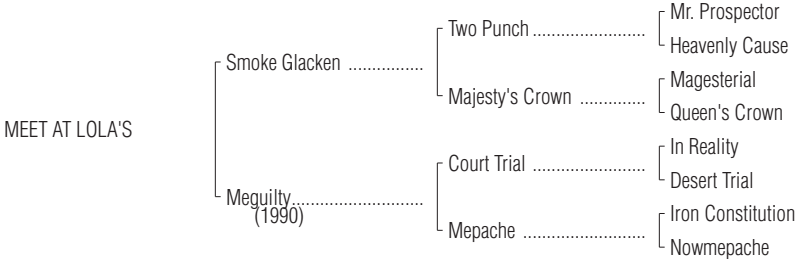 Mr. Prospector
Two Punch ........................
Heavenly Cause
Smoke Glacken ................
Magesterial
Majesty's Crown ..............
Queen's Crown
MEET AT LOLA'S
In Reality
Court Trial ........................
Desert Trial
Meguilty............................
(1990)
Iron Constitution
Mepache ..........................
Nowmepache